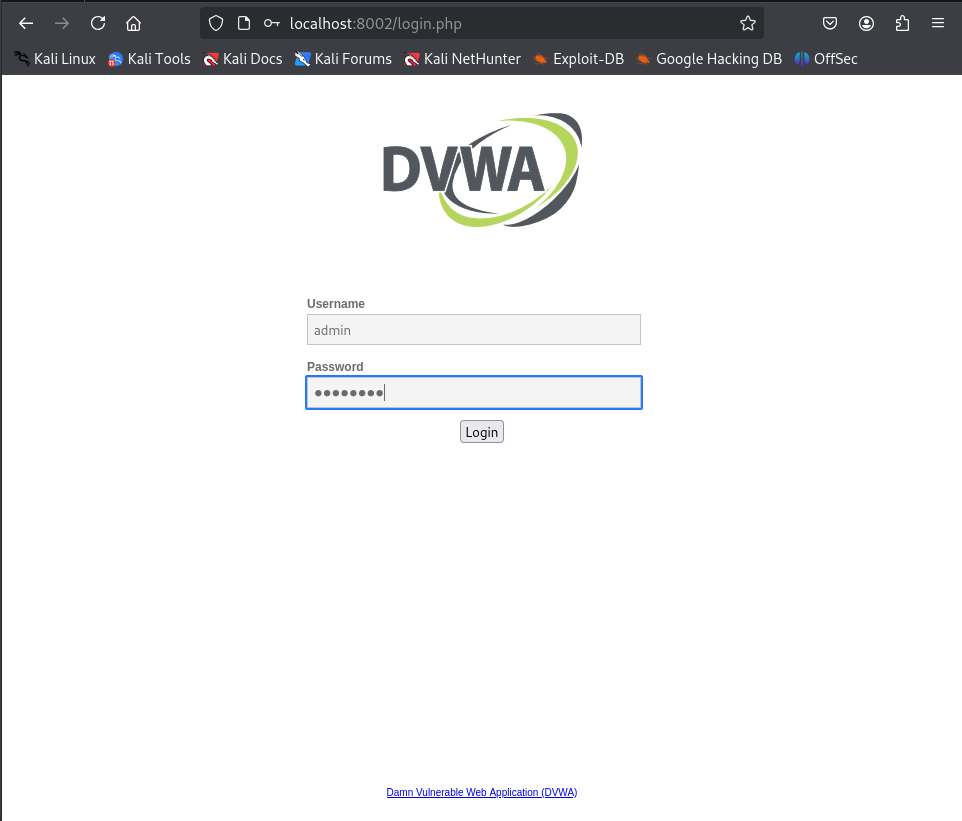 localhost:8002/login.php
Kali Linux Kali Tools Kali Docs Kali Forums Kali NetHunter Exploit-DB Google Hacking DB OffSec
DVWA
Username
admin
Password
Login
Damn Vulnerable Web Application (DVWA)